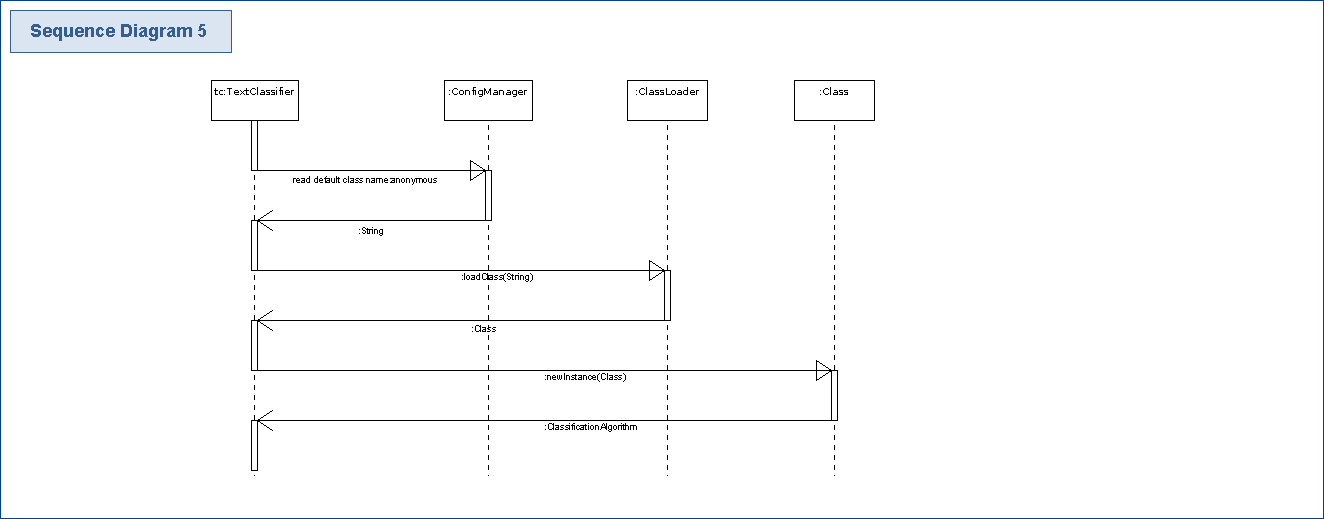 Sequence Diagram 5
tc:TextClassifier
:ConfigManager
:ClassLoader
:Class
read default class name:anonymous
:String
:loadClass(String)
:Class
:newInstance(Class)
:ClassificationAlgorithm